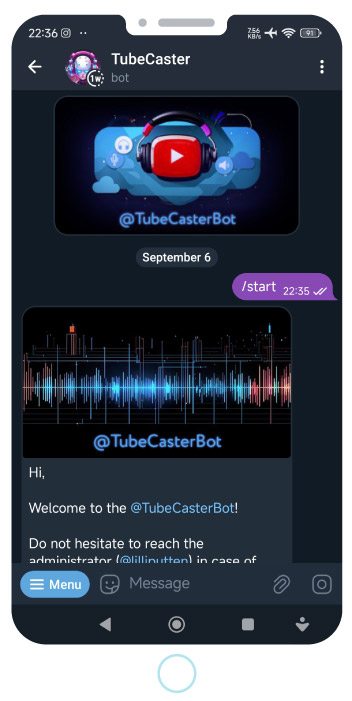 22:36
7.56
KB/s
91
TubeCaster
1w
bot
@TubeCasterBot
September 6
/start 22:35
@TubeCasterBot
Hi,
Welcome to the @TubeCasterBot!
Do not hesitate to reach the
administrator (@lilliputten) in case of
Menu
Message